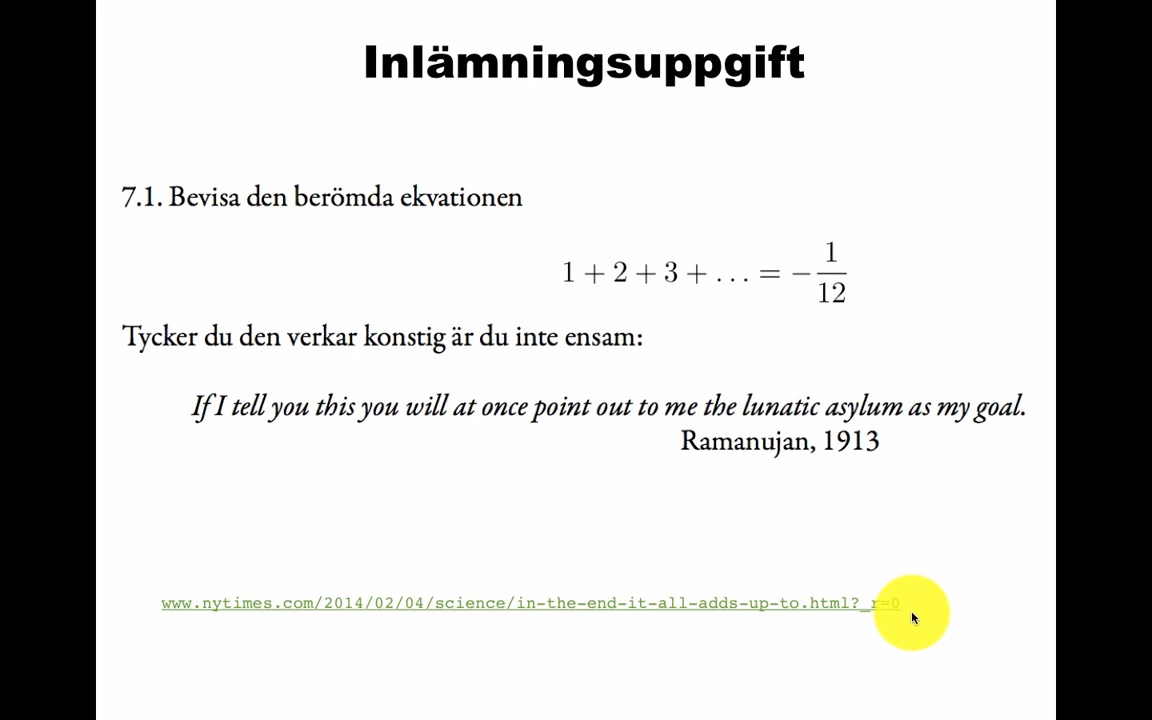 Inlämningsuppgift
7.1. Bevisa den berömda ekvationen
1 + 2 + 3 + … = −1/12
Tycker du den verkar konstig är du inte ensam:
If I tell you this you will at once point out to me the lunatic asylum as my goal.
Ramanujan, 1913
www.nytimes.com/2014/02/04/science/in-the-end-it-all-adds-up-to.html?_r=0